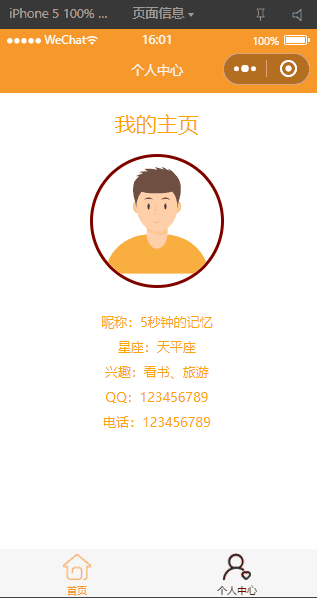 iPhone 5 100% ... 页面信息
WeChat 16:01 100%
个人中心
我的主页
昵称：5秒钟的记忆
星座：天平座
兴趣：看书、旅游
QQ：123456789
电话：123456789
首页 个人中心